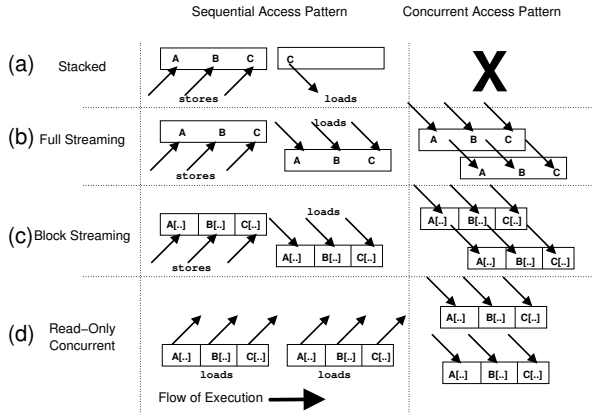 Sequential Access Pattern
Concurrent Access Pattern
(a) Stacked
A B C
stores
C
loads
X
(b) Full Streaming
A B C
stores
loads
A B C
A B C
A B C
(c) Block Streaming
A[..] B[..] C[..]
stores
loads
A[..] B[..] C[..]
A[..] B[..] C[..]
A[..] B[..] C[..]
(d) Read−Only
Concurrent
A[..] B[..] C[..]
loads
A[..] B[..] C[..]
loads
A[..] B[..] C[..]
A[..] B[..] C[..]
Flow of Execution